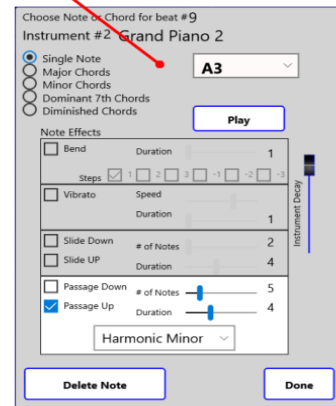 Choose Note or Chord for beat #9
Instrument #2 Grand Piano 2
Single Note
Major Chords
Minor Chords
Dominant 7th Chords
Diminished Chords
A3
Play
Note Effects
Bend Duration 1
Steps 1 2 3 -1 -2 -3
Vibrato Speed
Duration 1
Instrument Decay
Slide Down # of Notes 2
Slide UP Duration 4
Passage Down # of Notes 5
Passage Up Duration 4
Harmonic Minor
Delete Note Done